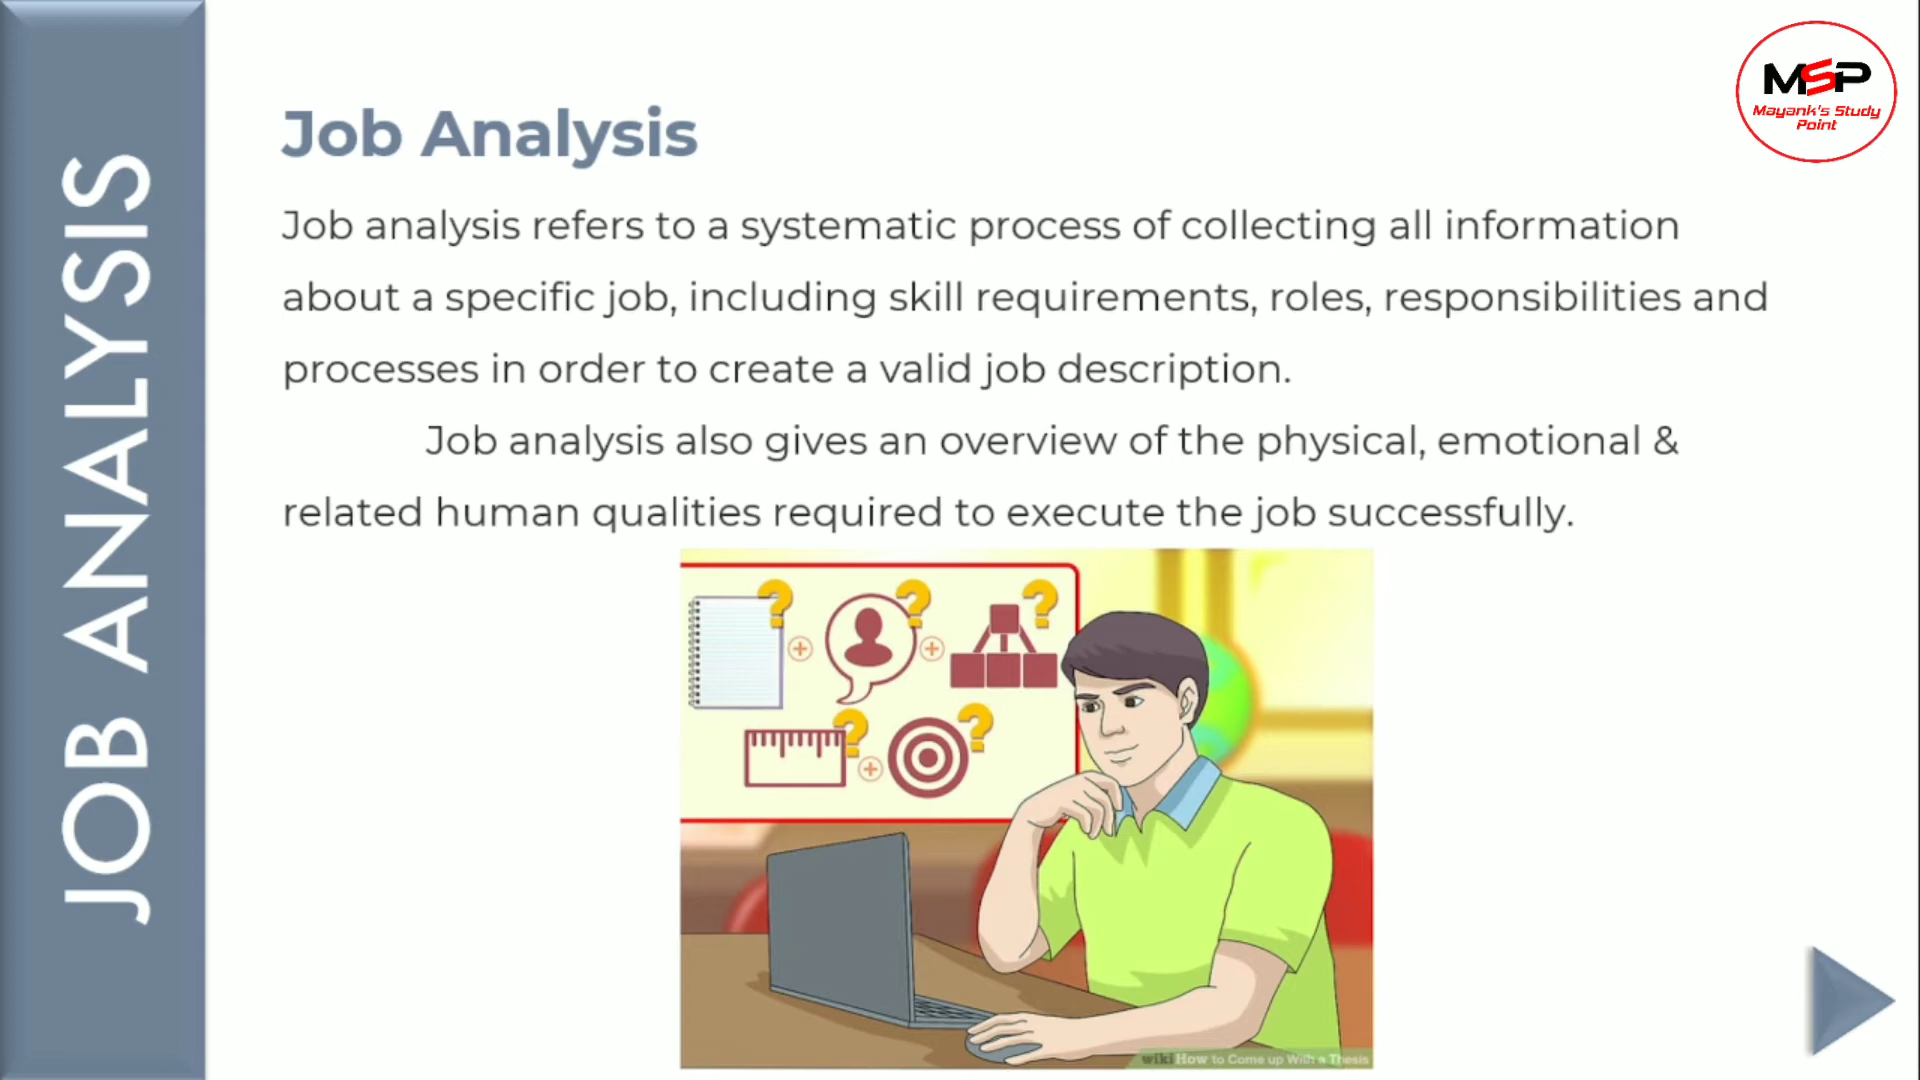 JOB ANALYSIS
MSP
Mayank's Study
Point
Job Analysis
Job analysis refers to a systematic process of collecting all information
about a specific job, including skill requirements, roles, responsibilities and
processes in order to create a valid job description.
Job analysis also gives an overview of the physical, emotional &
related human qualities required to execute the job successfully.
? ? ?
+ +
? ?
+
wiki How to Come up With a Thesis